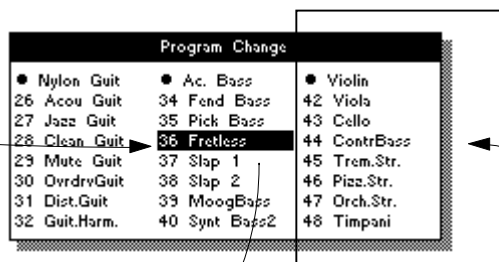 Program Change
● Nylon Guit ● Ac. Bass ● Violin
26 Acou Guit 34 Fend Bass 42 Viola
27 Jazz Guit 35 Pick Bass 43 Cello
28 Clean Guit 36 Fretless 44 ContrBass
29 Mute Guit 37 Slap 1 45 Trem.Str.
30 OvrdrvGuit 38 Slap 2 46 Pizz.Str.
31 Dist.Guit 39 MoogBass 47 Orch.Str.
32 Guit.Harm. 40 Synt Bass2 48 Timpani